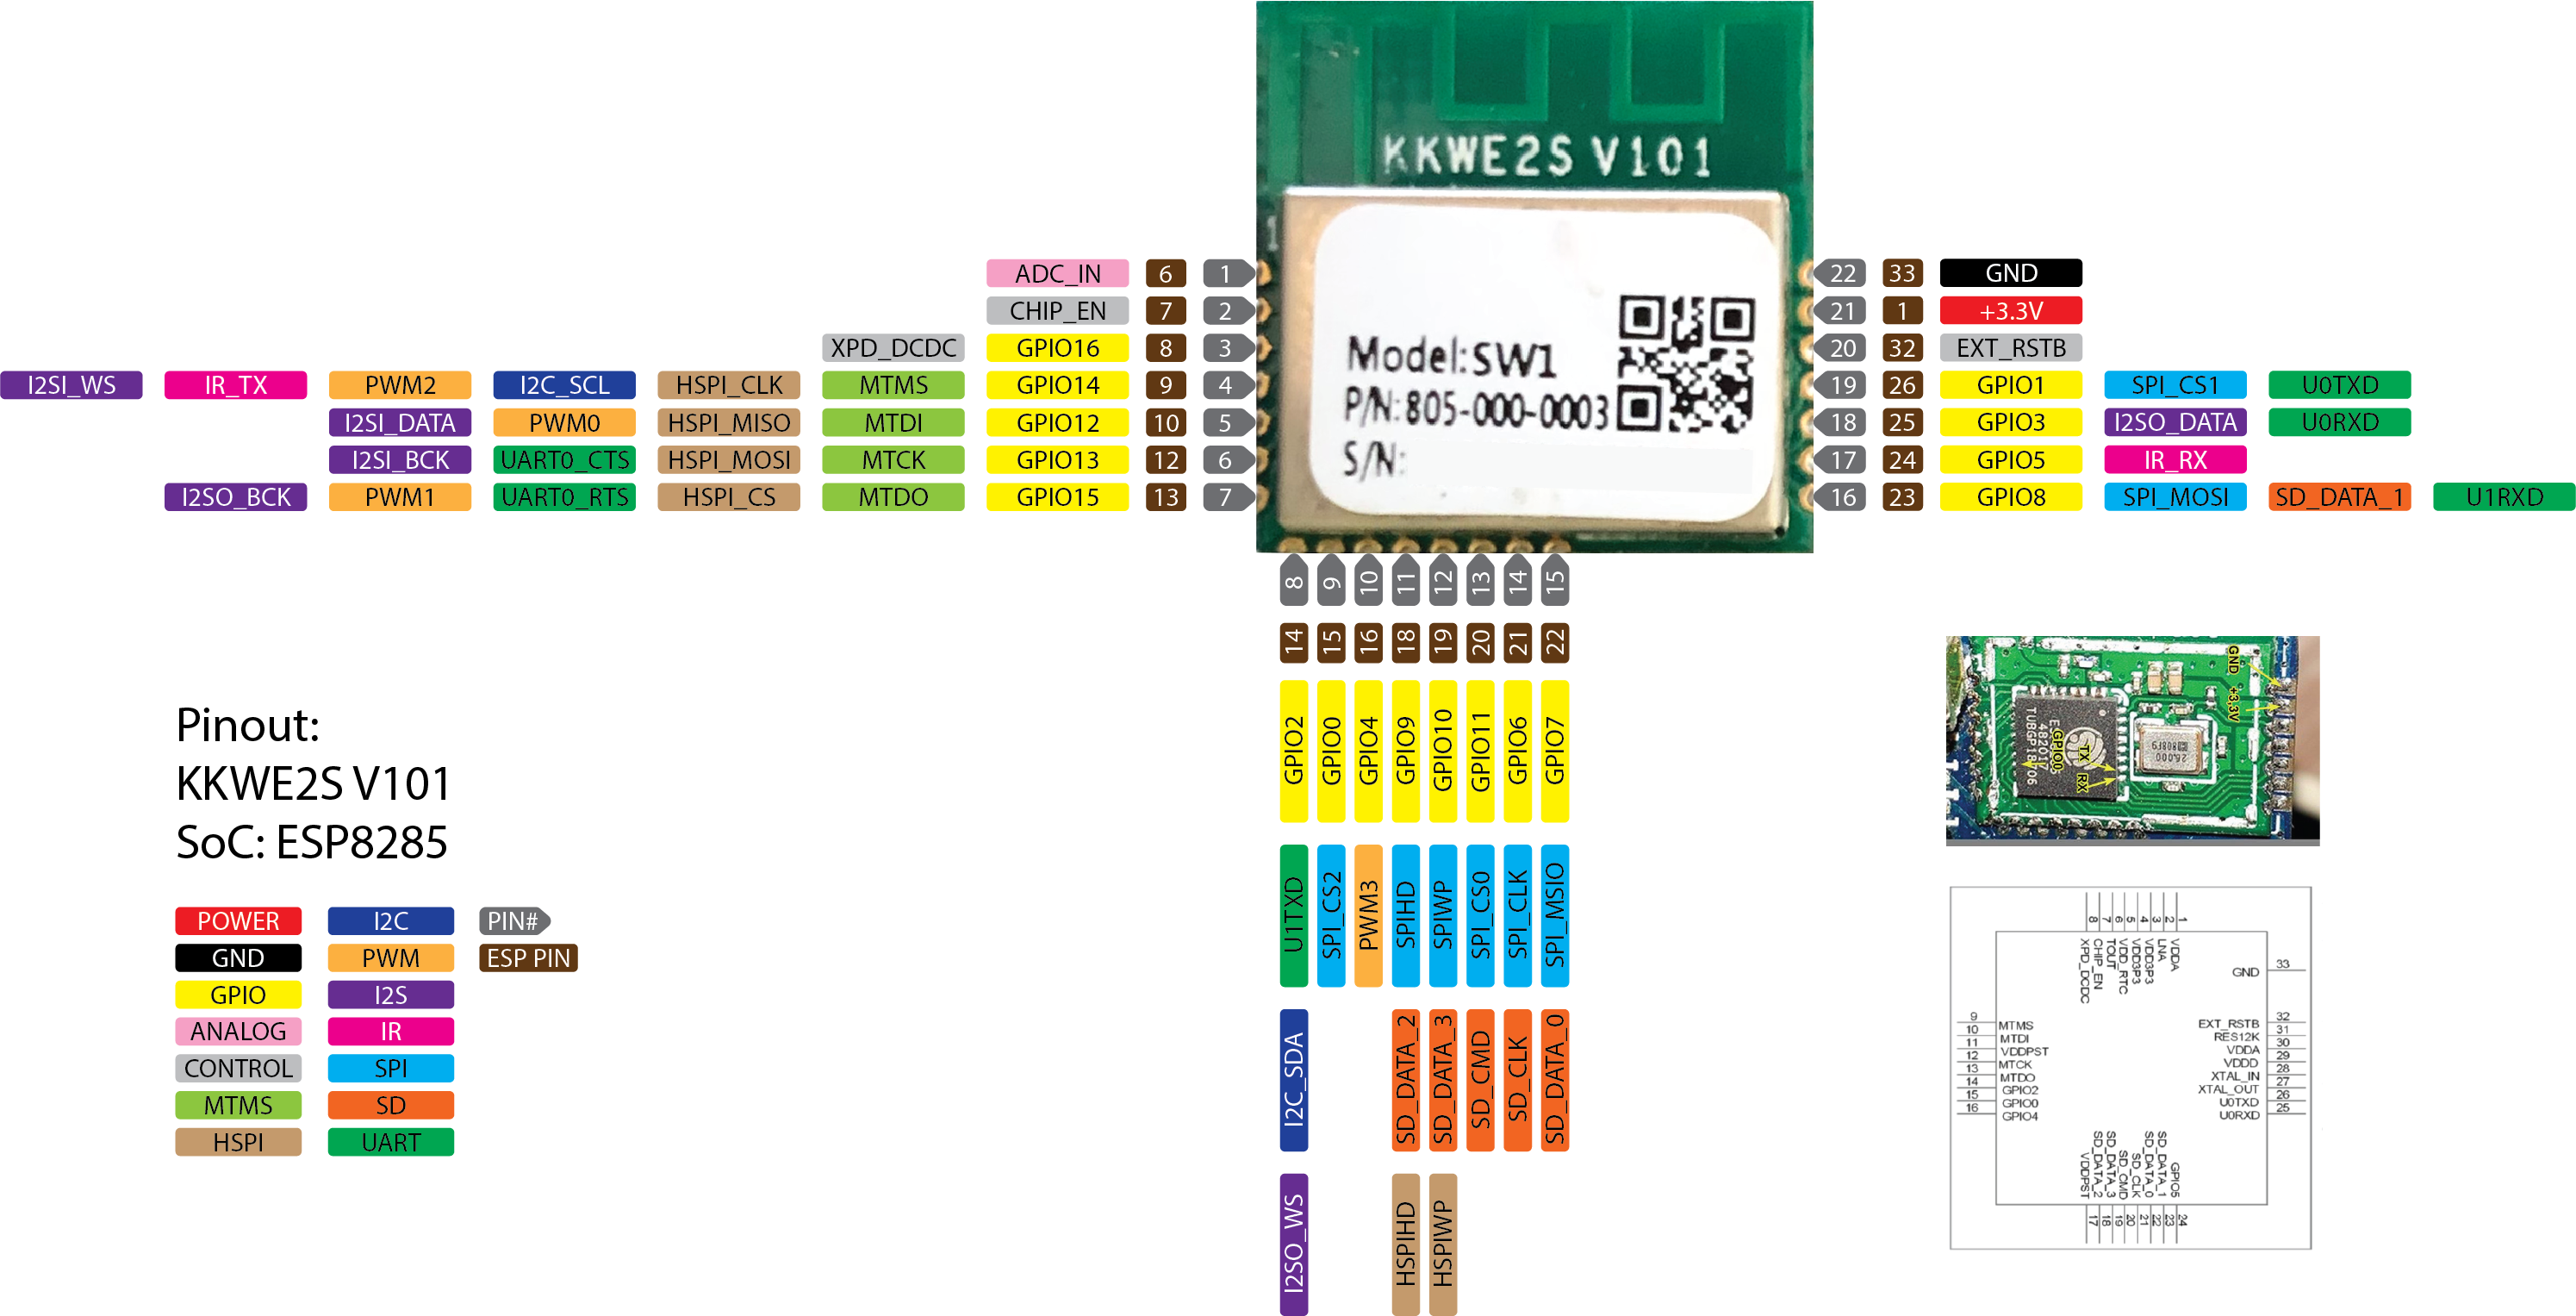 KKWE2S V101
1
Model:SW1
P/N:805-000-0003
S/N:
ADC_IN 6 1
CHIP_EN 7 2
XPD_DCDC GPIO16 8 3
I2SI_WS IR_TX PWM2 I2C_SCL HSPI_CLK MTMS GPIO14 9 4
I2SI_DATA PWM0 HSPI_MISO MTDI GPIO12 10 5
I2SI_BCK UART0_CTS HSPI_MOSI MTCK GPIO13 12 6
I2SO_BCK PWM1 UART0_RTS HSPI_CS MTDO GPIO15 13 7
22 33 GND
21 1 +3.3V
20 32 EXT_RSTB
19 26 GPIO1 SPI_CS1 U0TXD
18 25 GPIO3 I2SO_DATA U0RXD
17 24 GPIO5 IR_RX
16 23 GPIO8 SPI_MOSI SD_DATA_1 U1RXD
8 14 GPIO2 U1TXD I2C_SDA I2SO_WS
9 15 GPIO0 SPI_CS2
10 16 GPIO4 PWM3
11 18 GPIO9 SPIHD SD_DATA_2 HSPIHD
12 19 GPIO10 SPIWP SD_DATA_3 HSPIWP
13 20 GPIO11 SPI_CS0 SD_CMD
14 21 GPIO6 SPI_CLK SD_CLK
15 22 GPIO7 SPI_MSIO SD_DATA_0
Pinout:
KKWE2S V101
SoC: ESP8285
POWER I2C PIN#
GND PWM ESP PIN
GPIO I2S
ANALOG IR
CONTROL SPI
MTMS SD
HSPI UART
GND
+3,3V
TX
RX
GPIO0
26.000
8 XPD_DCDC
7 CHIP_EN
6 TOUT
5 VDD_RTC
4 VDD3P3
3 VDD3P3
2 LNA
1 VDDA
9 MTMS
10 MTDI
11 VDDPST
12 MTCK
13 MTDO
14 GPIO2
15 GPIO0
16 GPIO4
GND 33
EXT_RSTB 32
RES12K 31
VDDA 30
VDDD 29
XTAL_IN 28
XTAL_OUT 27
U0TXD 26
U0RXD 25
VDDPST 17
SD_DATA_2 18
SD_DATA_3 19
SD_CMD 20
SD_CLK 21
SD_DATA_0 22
SD_DATA_1 23
GPIO5 24